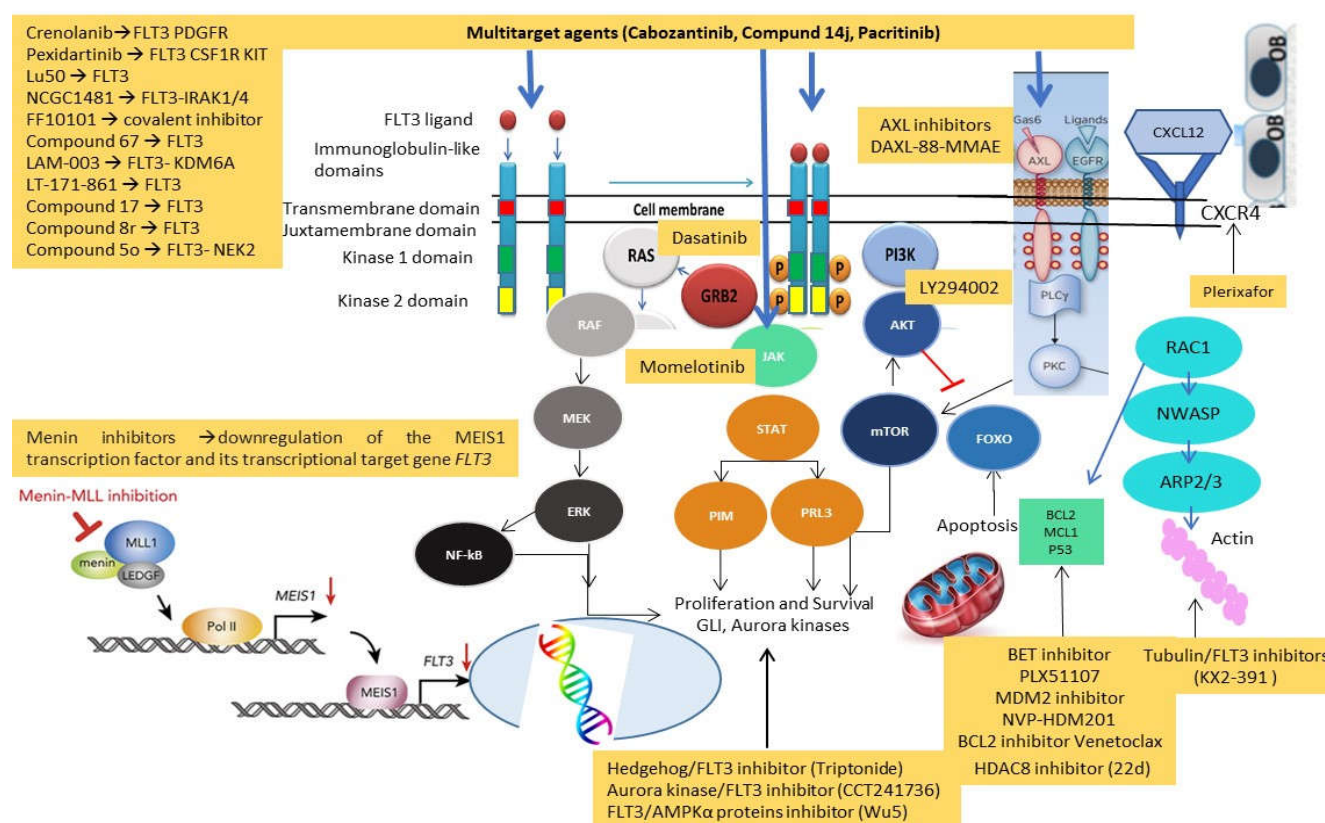 Crenolanib→FLT3 PDGFR
Pexidartinib → FLT3 CSF1R KIT
Lu50 → FLT3
NCGC1481 → FLT3-IRAK1/4
FF10101 → covalent inhibitor
Compound 67 → FLT3
LAM-003 → FLT3- KDM6A
LT-171-861 → FLT3
Compound 17 → FLT3
Compound 8r → FLT3
Compound 5o → FLT3- NEK2
Multitarget agents (Cabozantinib, Compund 14j, Pacritinib)
FLT3 ligand
Immunoglobulin-like
domains
Transmembrane domain
Juxtamembrane domain
Kinase 1 domain
Kinase 2 domain
Cell membrane
Dasatinib
RAS
GRB2
RAF
MEK
ERK
NF-kB
P
P
P
P
Momelotinib
JAK
STAT
PIM
PRL3
PI3K
LY294002
AKT
mTOR
FOXO
Apoptosis
AXL inhibitors
DAXL-88-MMAE
Gas6
Ligands
AXL
EGFR
PLCγ
PKC
CXCL12
OB
OB
CXCR4
Plerixafor
RAC1
NWASP
ARP2/3
Actin
BCL2
MCL1
P53
Menin inhibitors →downregulation of the MEIS1
transcription factor and its transcriptional target gene FLT3
Menin-MLL inhibition
MLL1
menin
LEDGF
Pol II
MEIS1
MEIS1
FLT3
Proliferation and Survival
GLI, Aurora kinases
Hedgehog/FLT3 inhibitor (Triptonide)
Aurora kinase/FLT3 inhibitor (CCT241736)
FLT3/AMPKα proteins inhibitor (Wu5)
BET inhibitor
PLX51107
MDM2 inhibitor
NVP-HDM201
BCL2 inhibitor Venetoclax
HDAC8 inhibitor (22d)
Tubulin/FLT3 inhibitors
(KX2-391 )